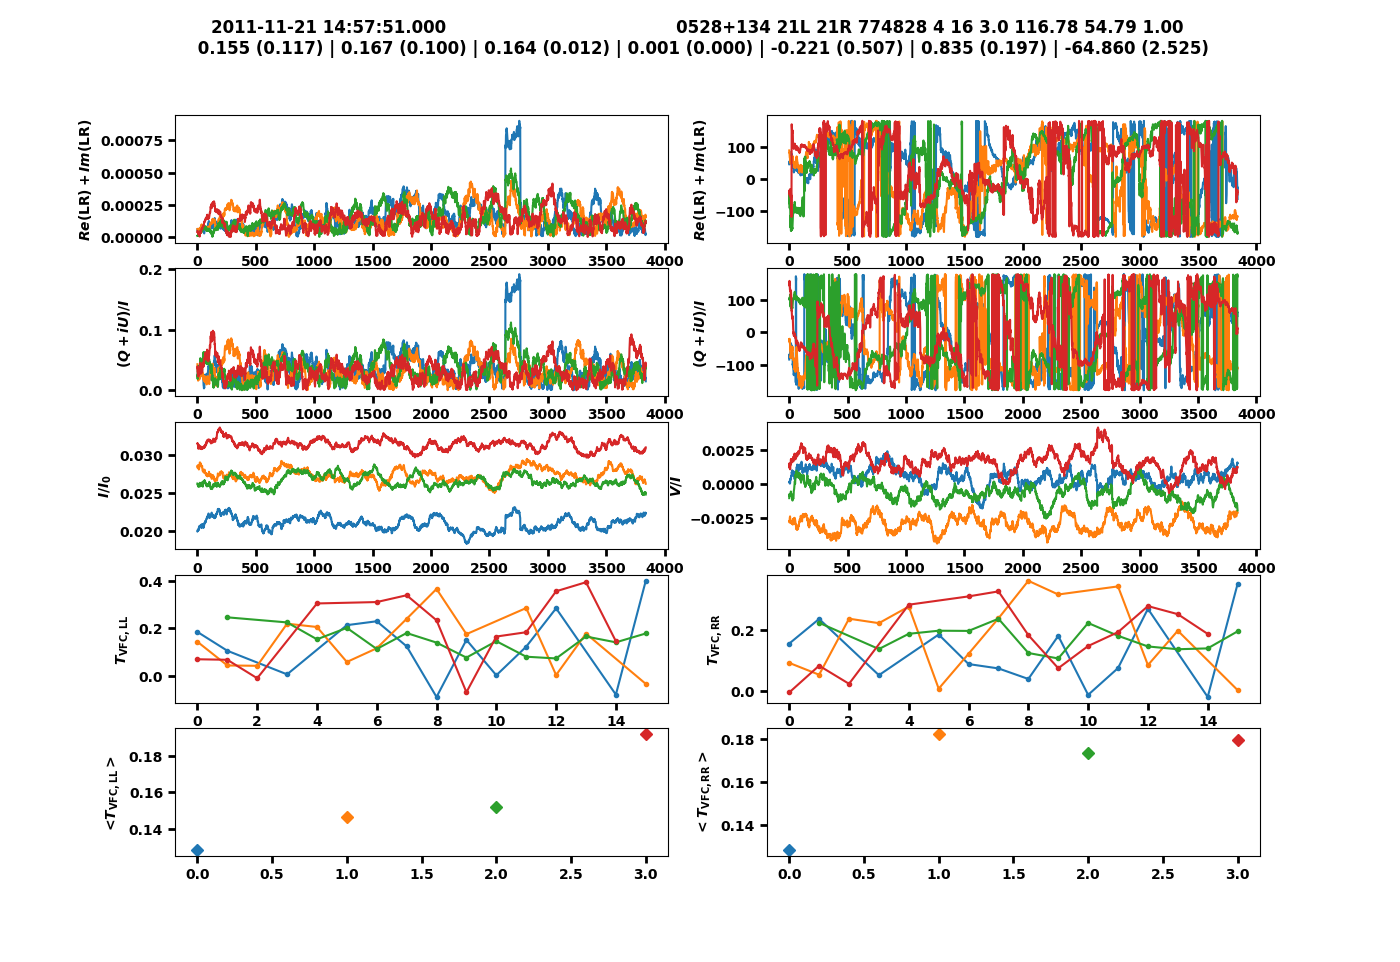 2011-11-21 14:57:51.000 0528+134 21L 21R 774828 4 16 3.0 116.78 54.79 1.00
0.155 (0.117) | 0.167 (0.100) | 0.164 (0.012) | 0.001 (0.000) | -0.221 (0.507) | 0.835 (0.197) | -64.860 (2.525)
Re(LR) + Im(LR)
0.00075
0.00050
0.00025
0.00000
0 500 1000 1500 2000 2500 3000 3500 4000
Re(LR) + Im(LR)
100
0
−100
0 500 1000 1500 2000 2500 3000 3500 4000
(Q + iU)/I
0.2
0.1
0.0
0 500 1000 1500 2000 2500 3000 3500 4000
(Q + iU)/I
100
0
−100
0 500 1000 1500 2000 2500 3000 3500 4000
I/I0
0.030
0.025
0.020
0 500 1000 1500 2000 2500 3000 3500 4000
V/I
0.0025
0.0000
−0.0025
0 500 1000 1500 2000 2500 3000 3500 4000
TVFC, LL
0.4
0.2
0.0
0 2 4 6 8 10 12 14
TVFC, RR
0.2
0.0
0 2 4 6 8 10 12 14
<TVFC, LL >
0.18
0.16
0.14
0.0 0.5 1.0 1.5 2.0 2.5 3.0
< TVFC, RR >
0.18
0.16
0.14
0.0 0.5 1.0 1.5 2.0 2.5 3.0